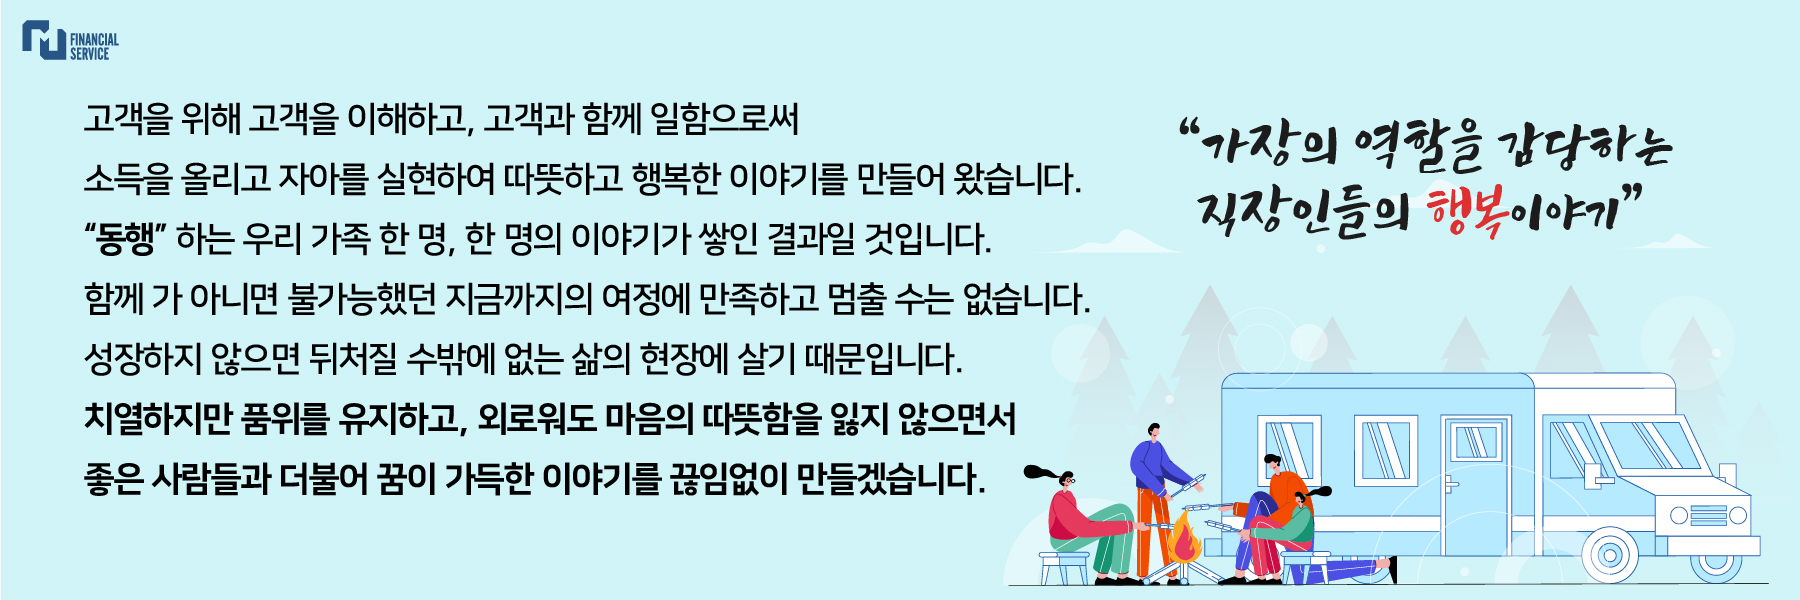 FINANCIAL
SERVICE
고객을 위해 고객을 이해하고, 고객과 함께 일함으로써
소득을 올리고 자아를 실현하여 따뜻하고 행복한 이야기를 만들어 왔습니다.
“동행” 하는 우리 가족 한 명, 한 명의 이야기가 쌓인 결과일 것입니다.
함께 가 아니면 불가능했던 지금까지의 여정에 만족하고 멈출 수는 없습니다.
성장하지 않으면 뒤처질 수밖에 없는 삶의 현장에 살기 때문입니다.
치열하지만 품위를 유지하고, 외로워도 마음의 따뜻함을 잃지 않으면서
좋은 사람들과 더불어 꿈이 가득한 이야기를 끊임없이 만들겠습니다.
“가장의 역할을 감당하는
직장인들의 행복이야기”